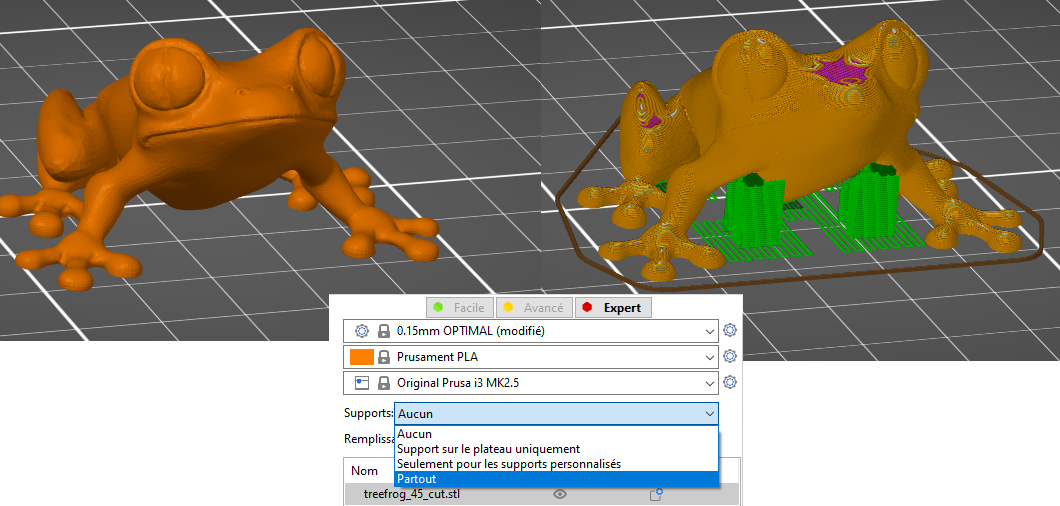 Facile Avancé Expert
0.15mm OPTIMAL (modifié)
Prusament PLA
Original Prusa i3 MK2.5
Supports: Aucun
Aucun
Remplissa
Support sur le plateau uniquement
Seulement pour les supports personnalisés
Nom
Partout
treefrog_45_cut.stl